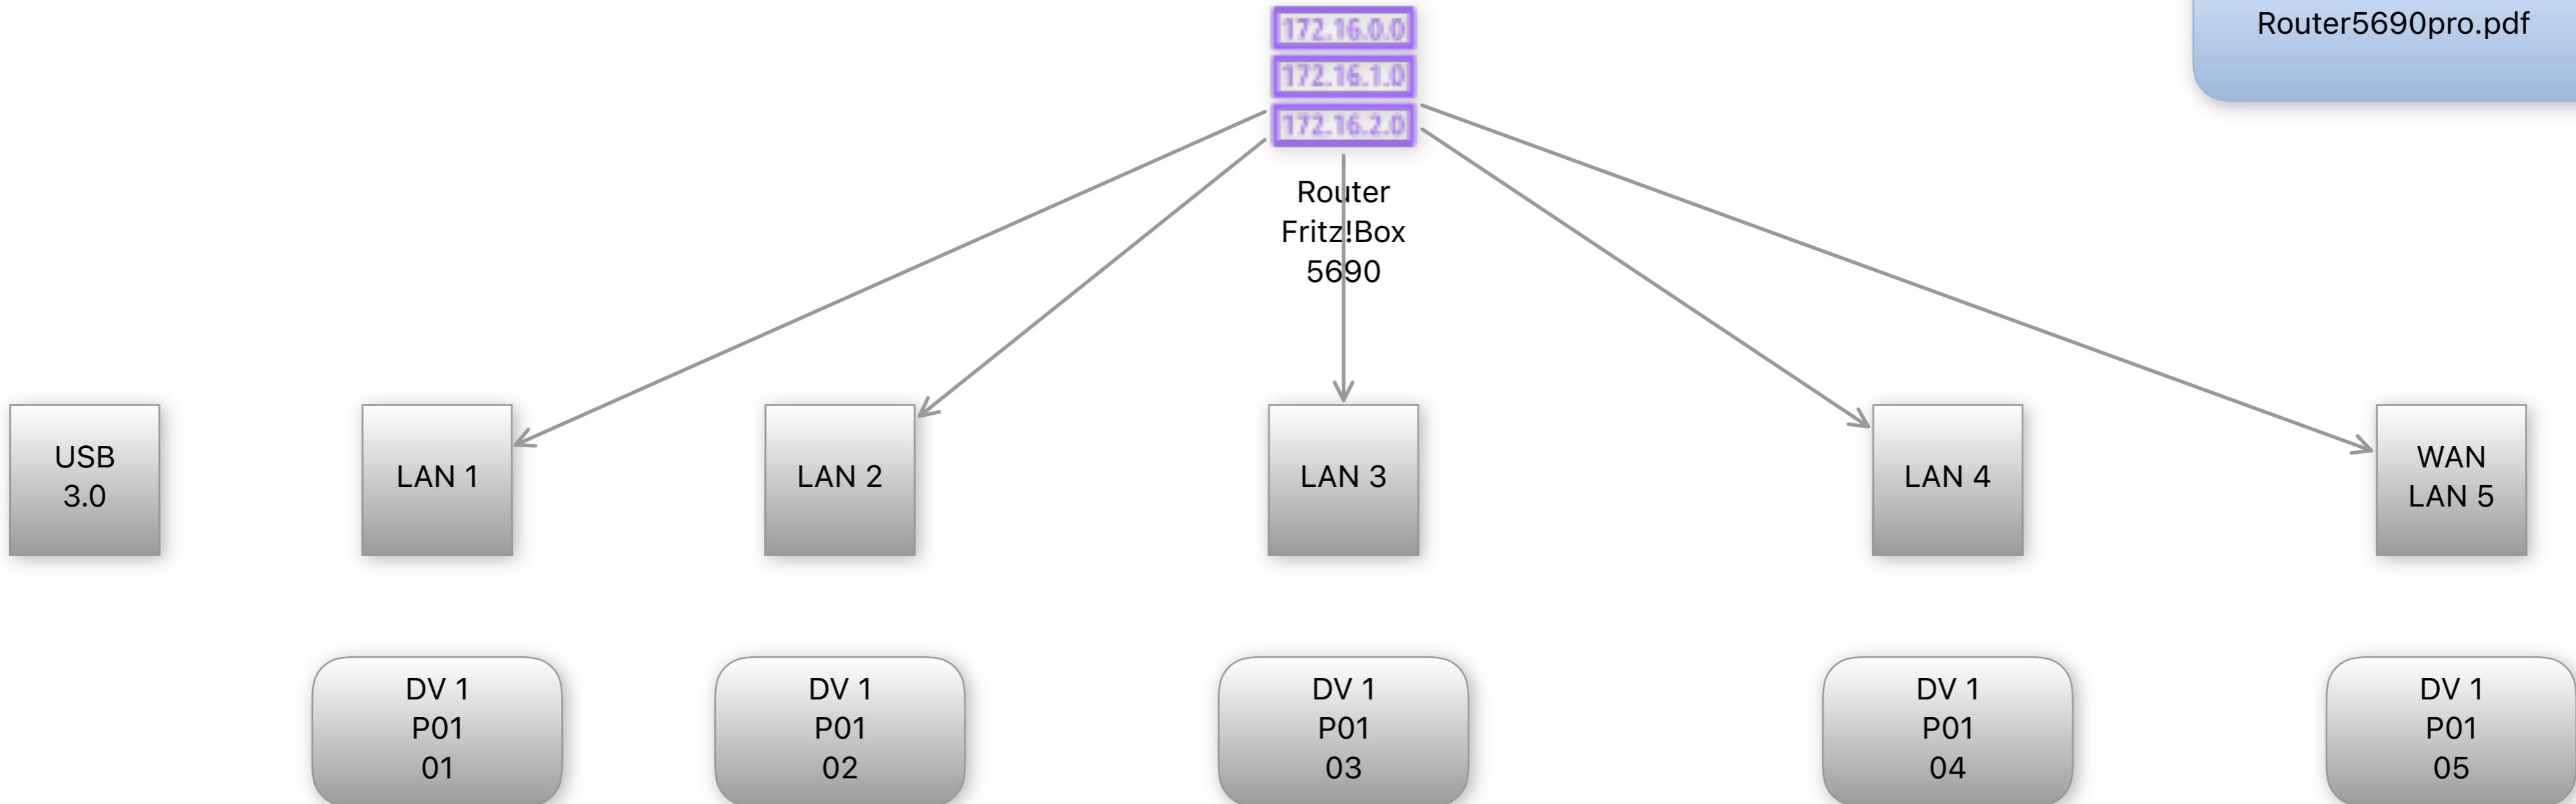 172.16.0.0
Router5690pro.pdf
172.16.1.0
172.16.2.0
Router
Fritz!Box
5690
USB
3.0
LAN 1
LAN 2
LAN 3
LAN 4
WAN
LAN 5
DV 1
P01
01
DV 1
P01
02
DV 1
P01
03
DV 1
P01
04
DV 1
P01
05